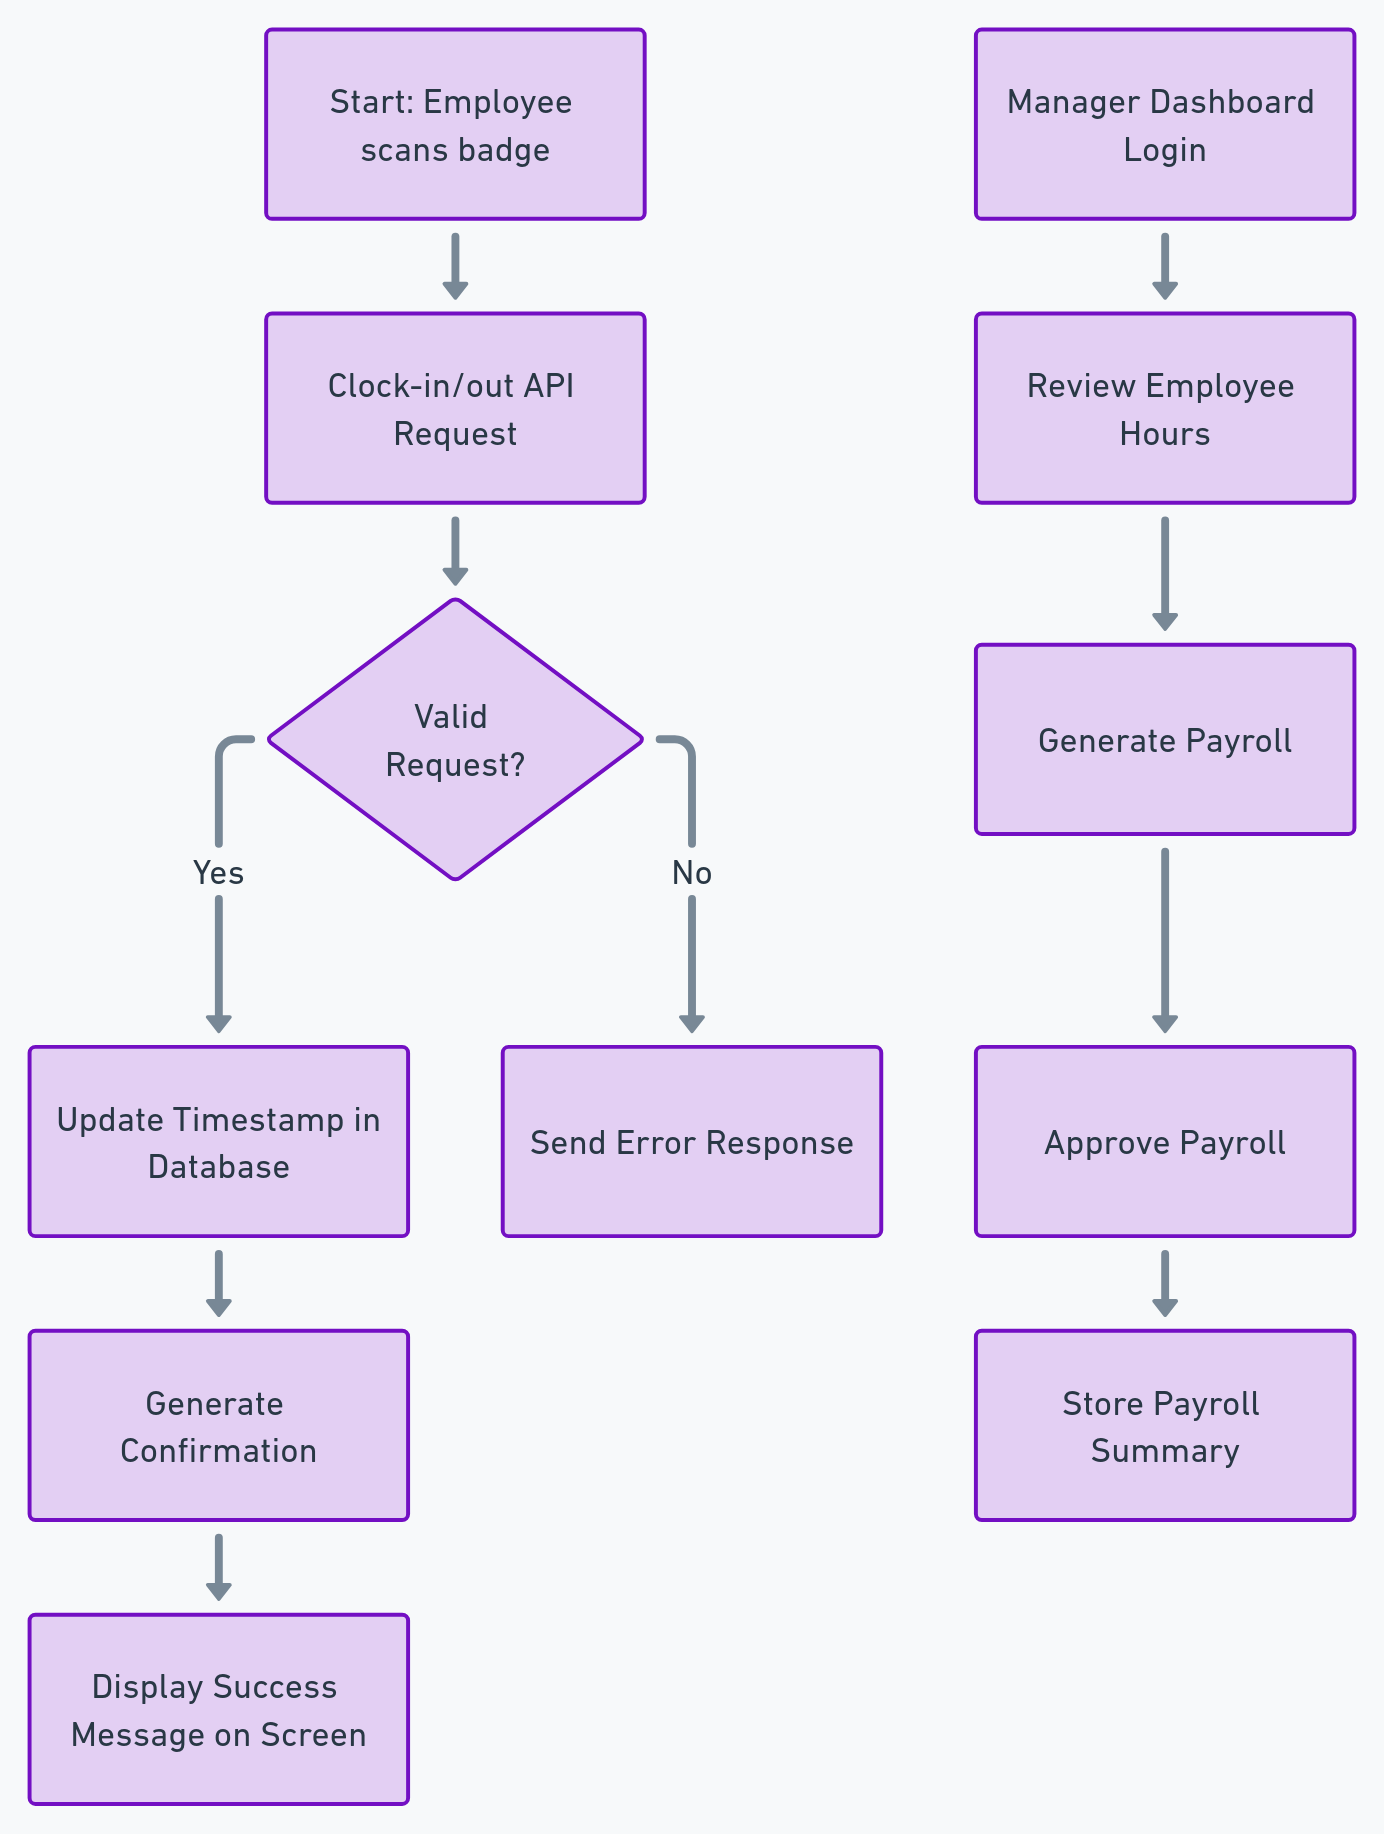 Start: Employee
scans badge
Clock-in/out API
Request
Valid
Request?
Yes
No
Update Timestamp in
Database
Send Error Response
Generate
Confirmation
Display Success
Message on Screen
Manager Dashboard
Login
Review Employee
Hours
Generate Payroll
Approve Payroll
Store Payroll
Summary